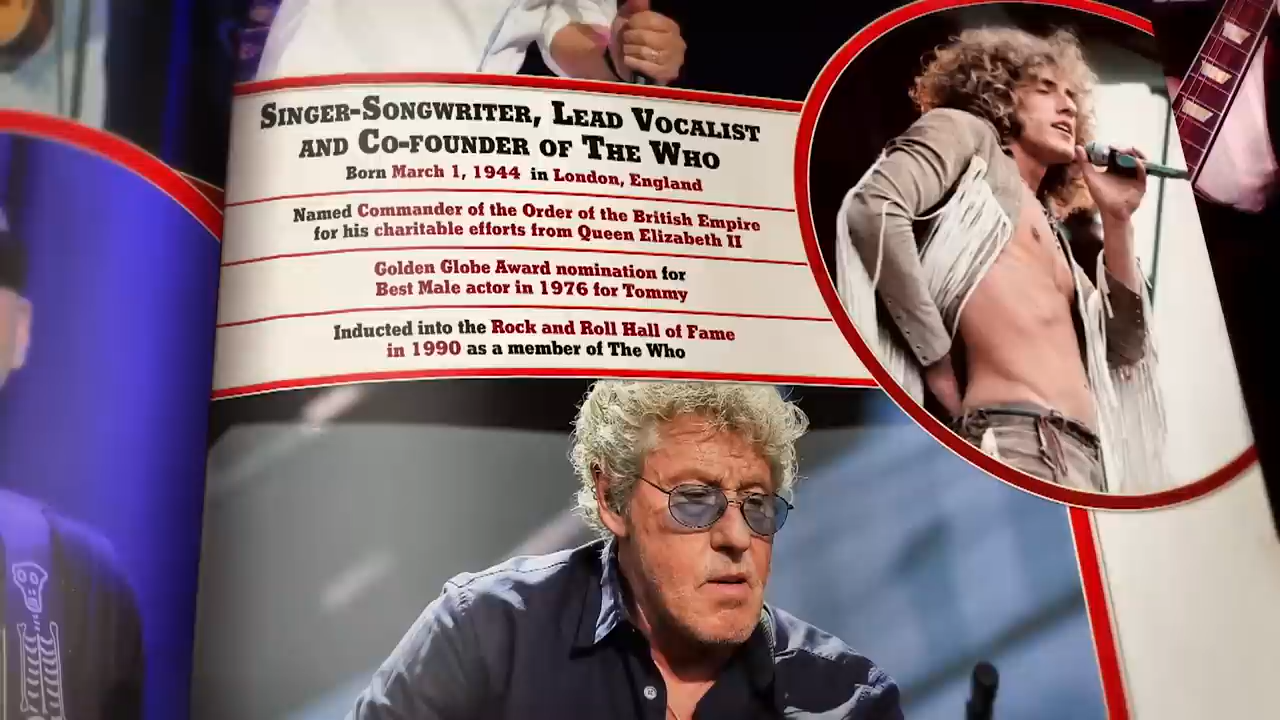 Singer-Songwriter, Lead Vocalist
and Co-founder of The Who
Born March 1, 1944 in London, England
Named Commander of the Order of the British Empire
for his charitable efforts from Queen Elizabeth II
Golden Globe Award nomination for
Best Male actor in 1976 for Tommy
Inducted into the Rock and Roll Hall of Fame
in 1990 as a member of The Who